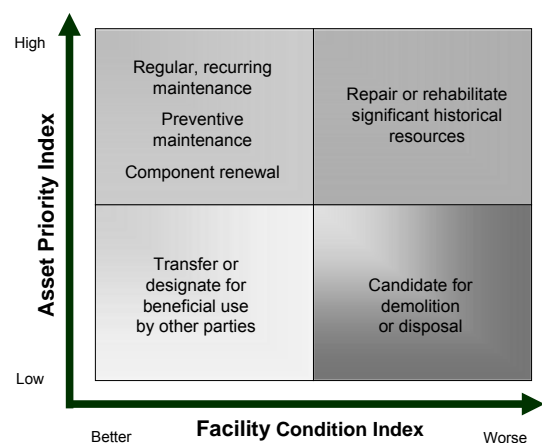 High
Regular, recurring
maintenance
Preventive
maintenance
Component renewal
Repair or rehabilitate
significant historical
resources
Asset Priority Index
Transfer or
designate for
beneficial use
by other parties
Candidate for
demolition
or disposal
Low
Better
Facility Condition Index
Worse